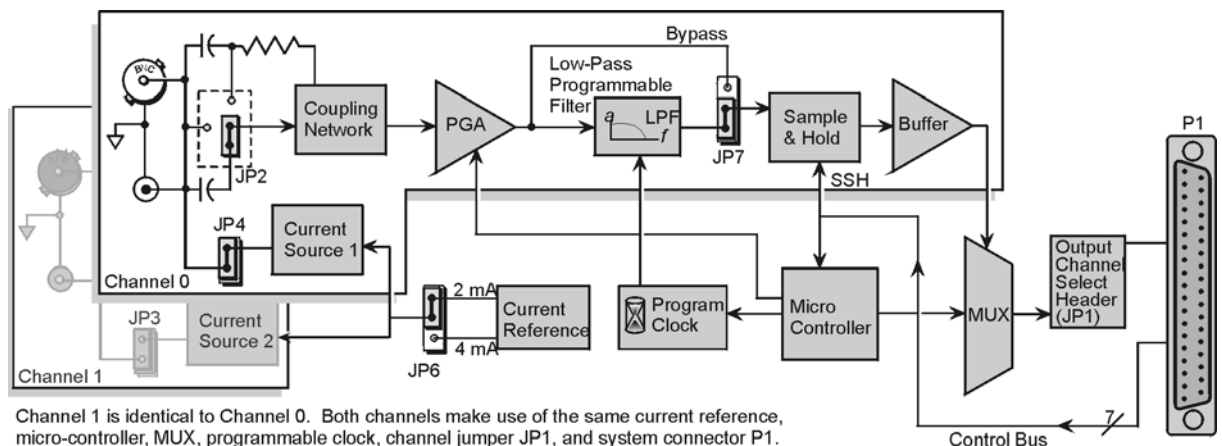 BNC
Coupling
Network
JP2
JP4
Current
Source 1
Channel 0
PGA
Bypass
Low-Pass
Programmable
Filter
a
LPF
f
JP7
Sample
& Hold
Buffer
SSH
P1
JP3
Current
Source 2
Channel 1
2 mA
4 mA
JP6
Current
Reference
Program
Clock
Micro
Controller
MUX
Output
Channel
Select
Header
(JP1)
7
Control Bus
Channel 1 is identical to Channel 0. Both channels make use of the same current reference,
micro-controller, MUX, programmable clock, channel jumper JP1, and system connector P1.